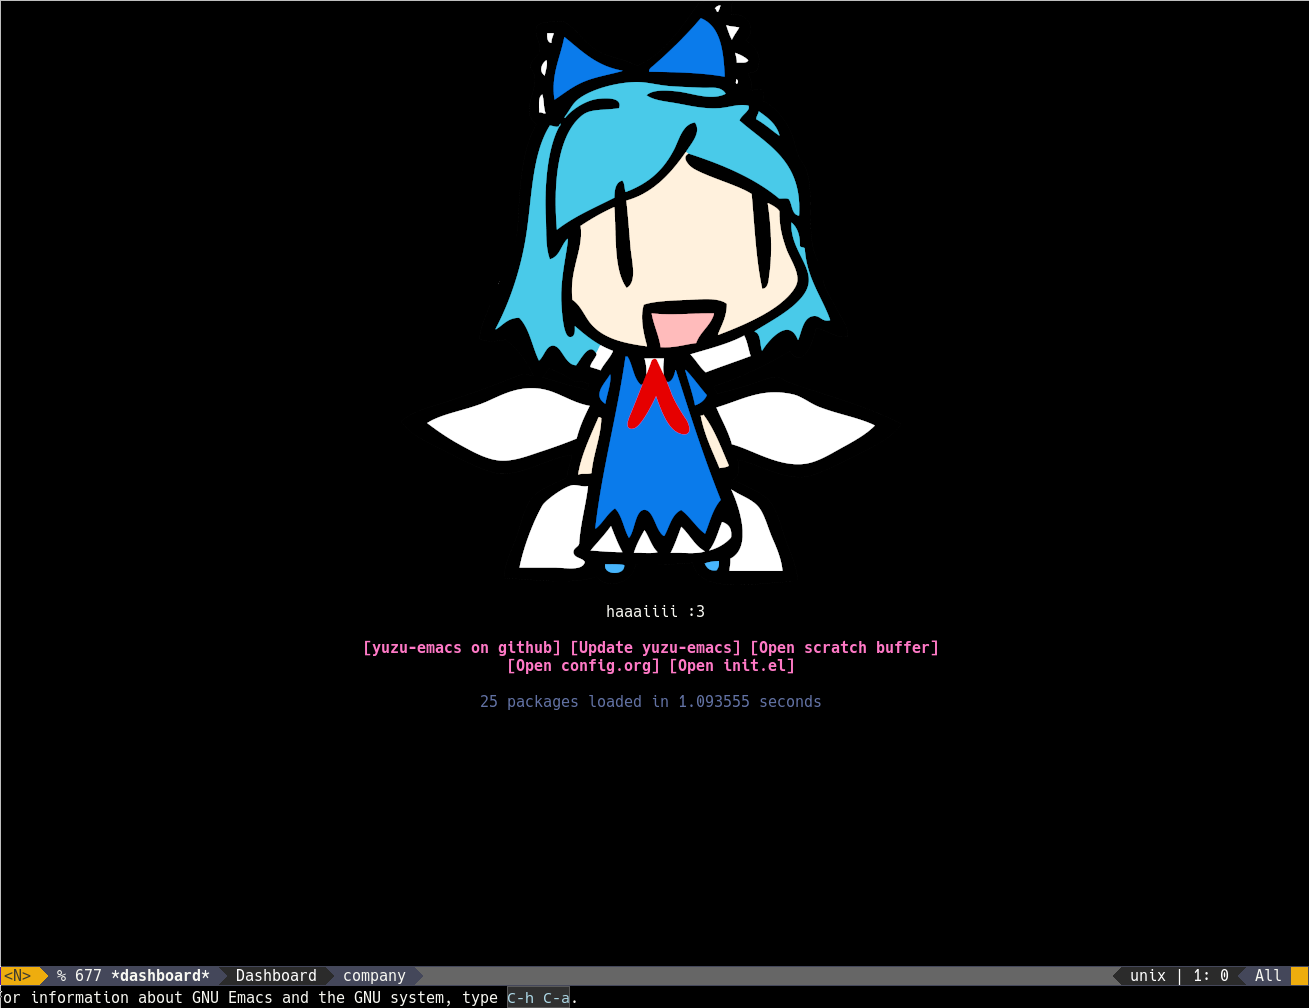 haaaiiii :3
[yuzu-emacs on github] [Update yuzu-emacs] [Open scratch buffer]
[Open config.org] [Open init.el]
25 packages loaded in 1.093555 seconds
<N> % 677 *dashboard* Dashboard company unix | 1: 0 All
For information about GNU Emacs and the GNU system, type C-h C-a.